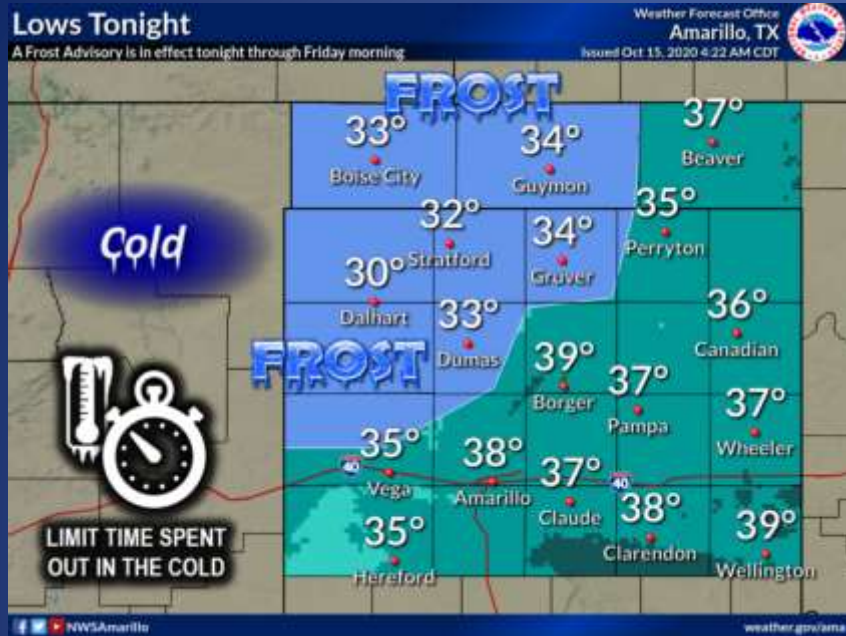 Lows Tonight
A Frost Advisory is in effect tonight through Friday morning
Weather Forecast Office
Amarillo, TX
Issued Oct 15, 2020 4:22 AM CDT
FROST
33°
Boise City
34°
Guymon
37°
Beaver
Cold
32°
Stratford
34°
Gruver
35°
Perryton
30°
Dalhart
33°
Dumas
36°
Canadian
FROST
39°
Borger
37°
Pampa
37°
Wheeler
35°
Vega
38°
Amarillo
37°
Claude
38°
Clarendon
39°
Wellington
35°
Hereford
40
40
LIMIT TIME SPENT
OUT IN THE COLD
NWSAmarillo
weather.gov/ama